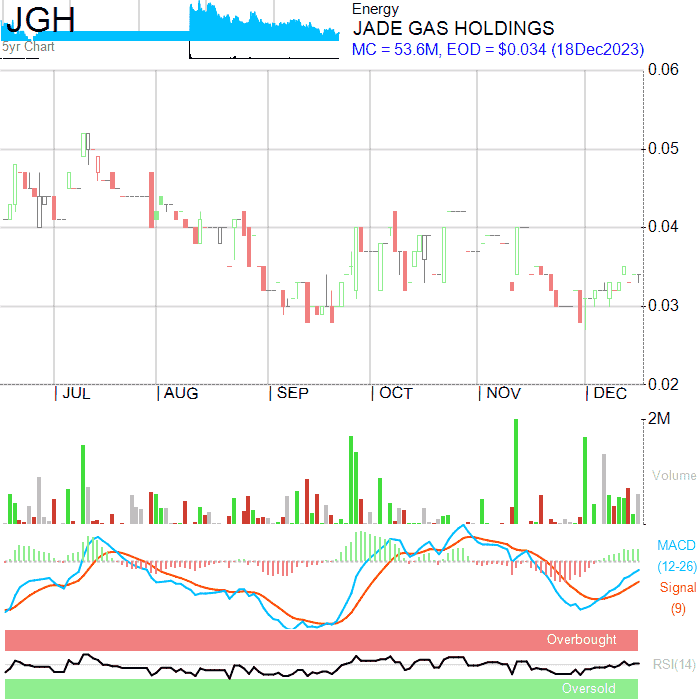 JGH
5yr Chart
Energy
JADE GAS HOLDINGS
MC = 53.6M, EOD = $0.034 (18Dec2023)
0.06
0.05
0.04
0.03
0.02
| JUL | AUG | SEP | OCT | NOV | DEC
2M
Volume
MACD
(12-26)
Signal
(9)
Overbought
RSI(14)
Oversold